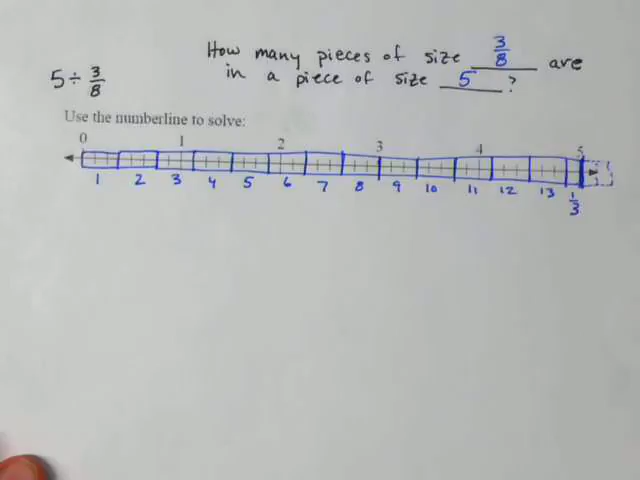 How many pieces of size 3/8 are
in a piece of size 5 ?
5 ÷ 3/8
Use the numberline to solve:
0 1 2 3 4 5
1 2 3 4 5 6 7 8 9 10 11 12 13 1/3